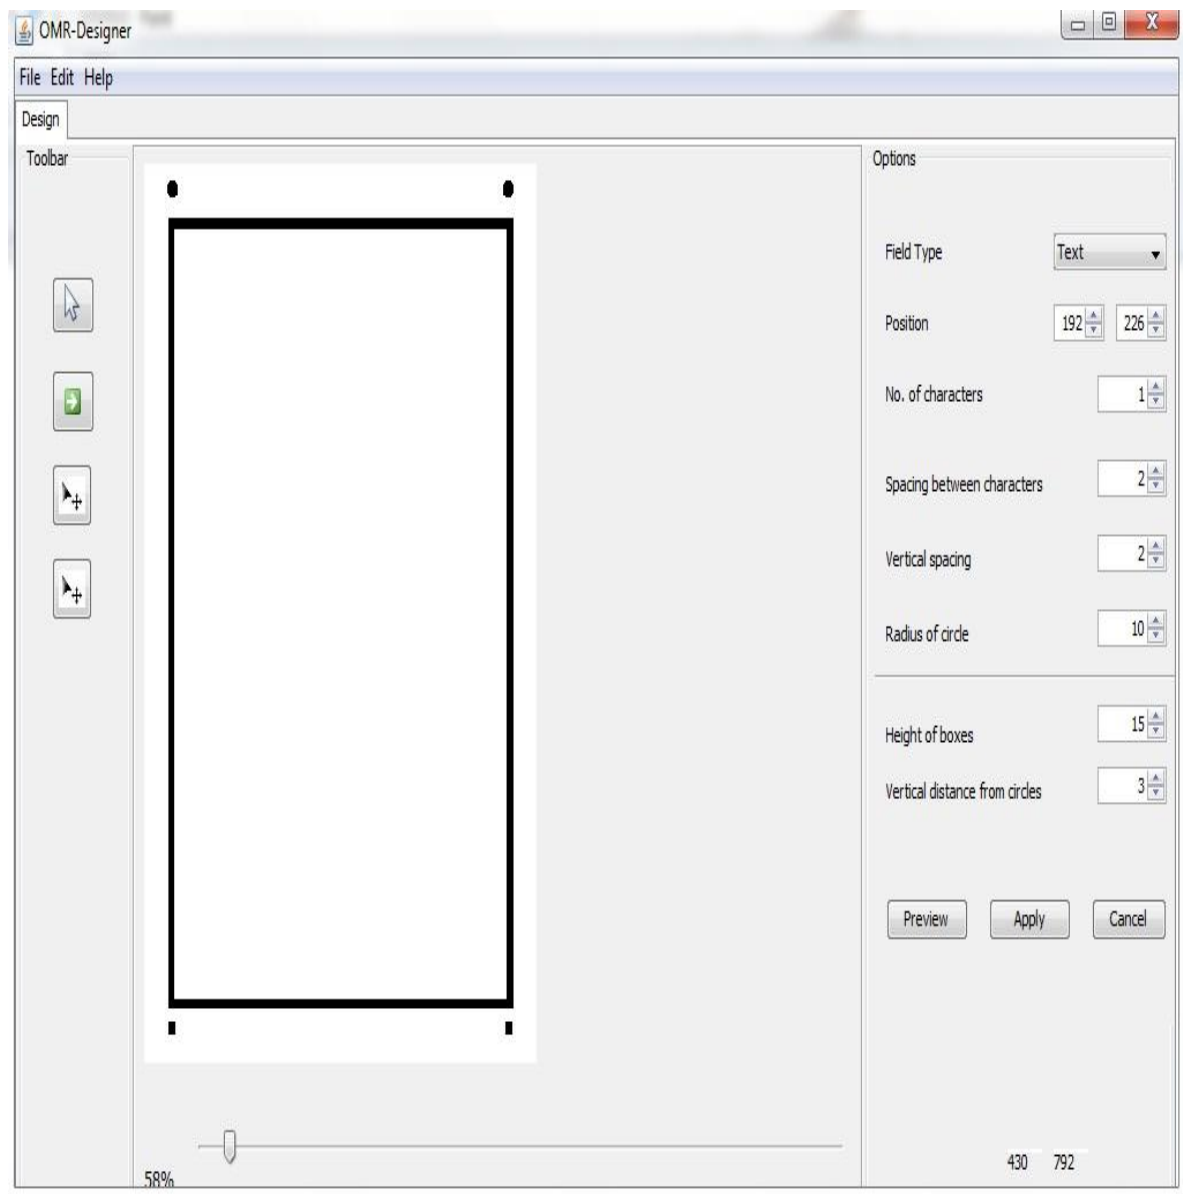 OMR-Designer
File Edit Help
Design
Toolbar
Options
Field Type Text
Position 192 226
No. of characters 1
Spacing between characters 2
Vertical spacing 2
Radius of circle 10
Height of boxes 15
Vertical distance from circles 3
Preview Apply Cancel
430 792
58%